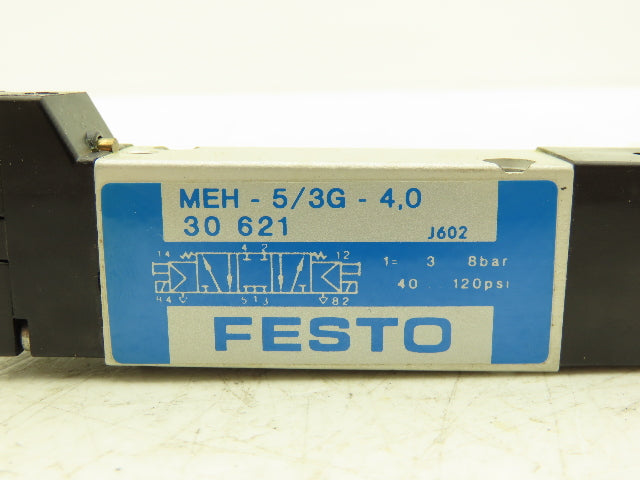 MEH - 5/3G - 4,0
30 621
J602
14 4 2 12
84 5 1 3 82
1= 3 8bar
40 .. 120psi
FESTO